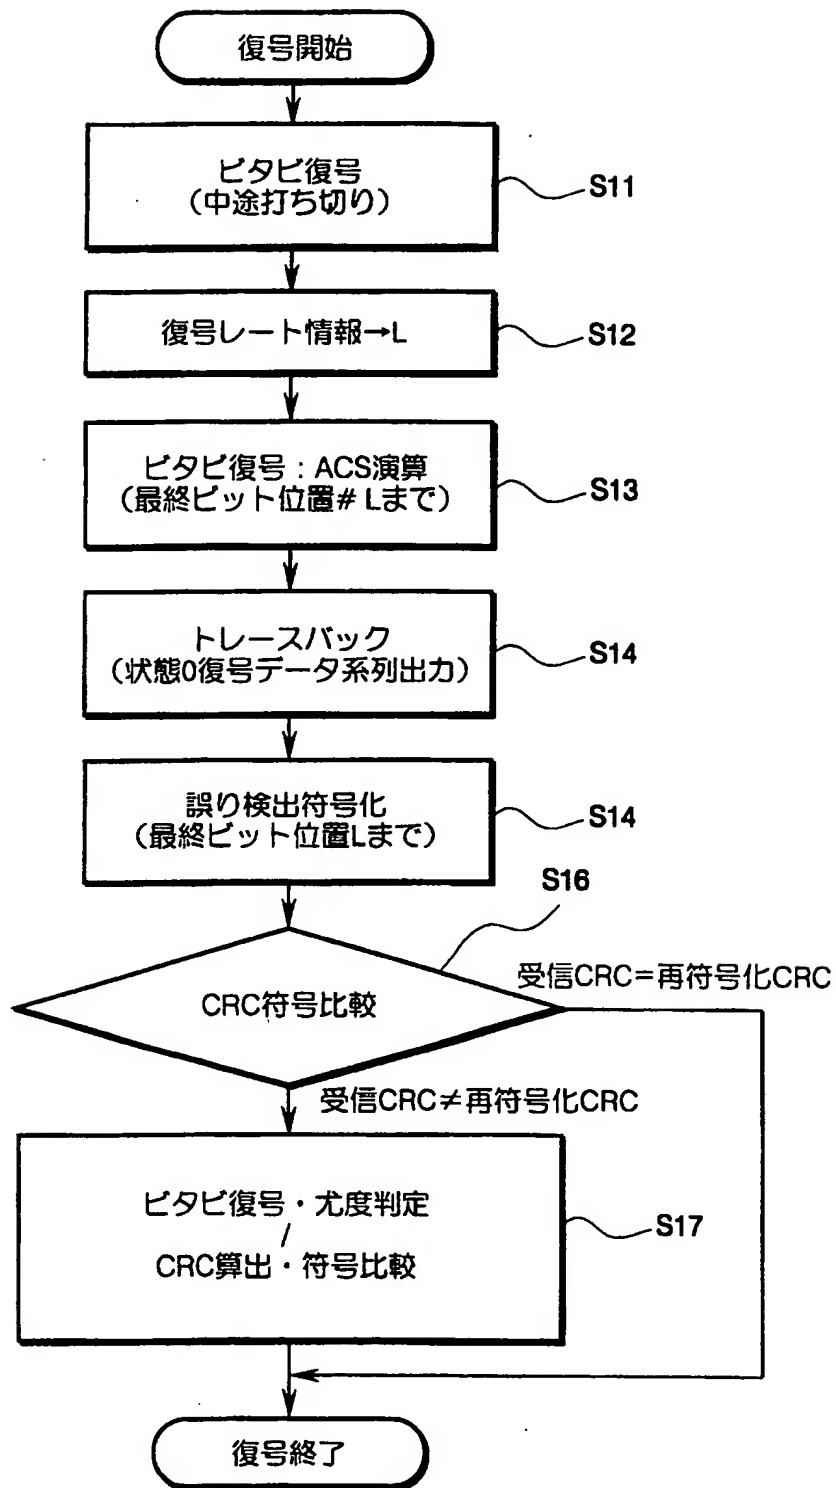 復号開始
ビタビ復号
(中途打ち切り)
S11
復号レート情報→L
S12
ビタビ復号：ACS演算
(最終ビット位置# Lまで)
S13
トレースバック
(状態0復号データ系列出力)
S14
誤り検出符号化
(最終ビット位置Lまで)
S14
S16
受信CRC＝再符号化CRC
CRC符号比較
受信CRC≠再符号化CRC
ビタビ復号・尤度判定
/
CRC算出・符号比較
S17
復号終了